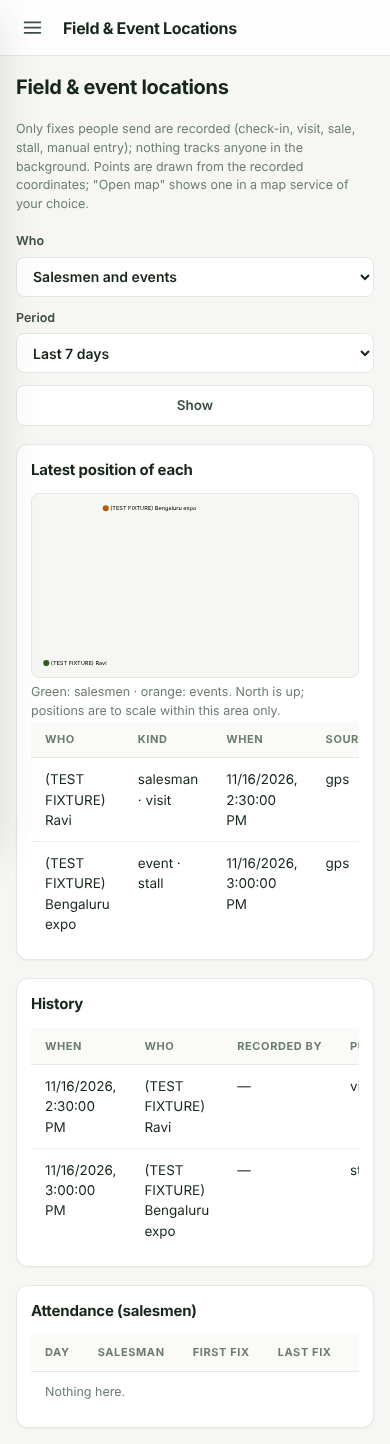 Field & Event Locations
Field & event locations
Only fixes people send are recorded (check-in, visit, sale,
stall, manual entry); nothing tracks anyone in the
background. Points are drawn from the recorded
coordinates; "Open map" shows one in a map service of
your choice.
Who
Salesmen and events
Period
Last 7 days
Show
Latest position of each
(TEST FIXTURE) Bengaluru expo
(TEST FIXTURE) Ravi
Green: salesmen · orange: events. North is up;
positions are to scale within this area only.
WHO KIND WHEN SOUR
(TEST FIXTURE) Ravi salesman · visit 11/16/2026, 2:30:00 PM gps
(TEST FIXTURE) Bengaluru expo event · stall 11/16/2026, 3:00:00 PM gps
History
WHEN WHO RECORDED BY
11/16/2026, 2:30:00 PM (TEST FIXTURE) Ravi — vi
11/16/2026, 3:00:00 PM (TEST FIXTURE) Bengaluru expo — st
Attendance (salesmen)
DAY SALESMAN FIRST FIX LAST FIX
Nothing here.